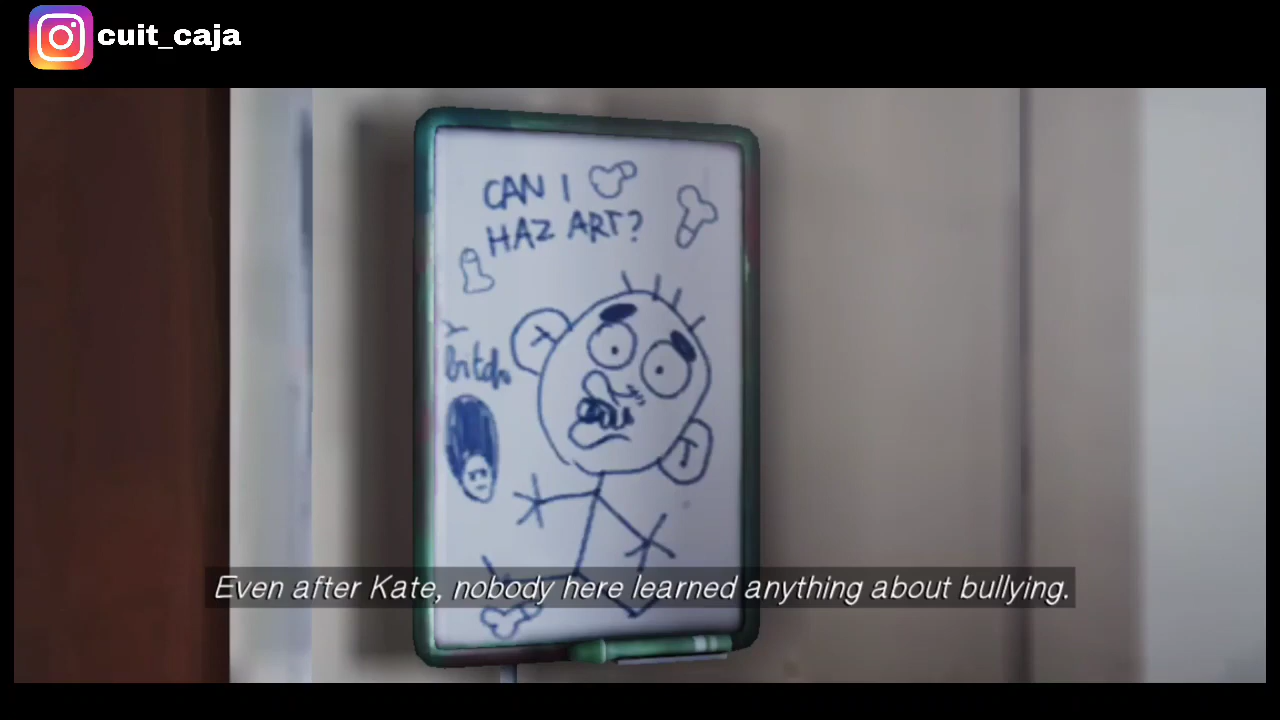 cuit_caja
CAN I
HAZ ART?
bitch
Even after Kate, nobody here learned anything about bullying.